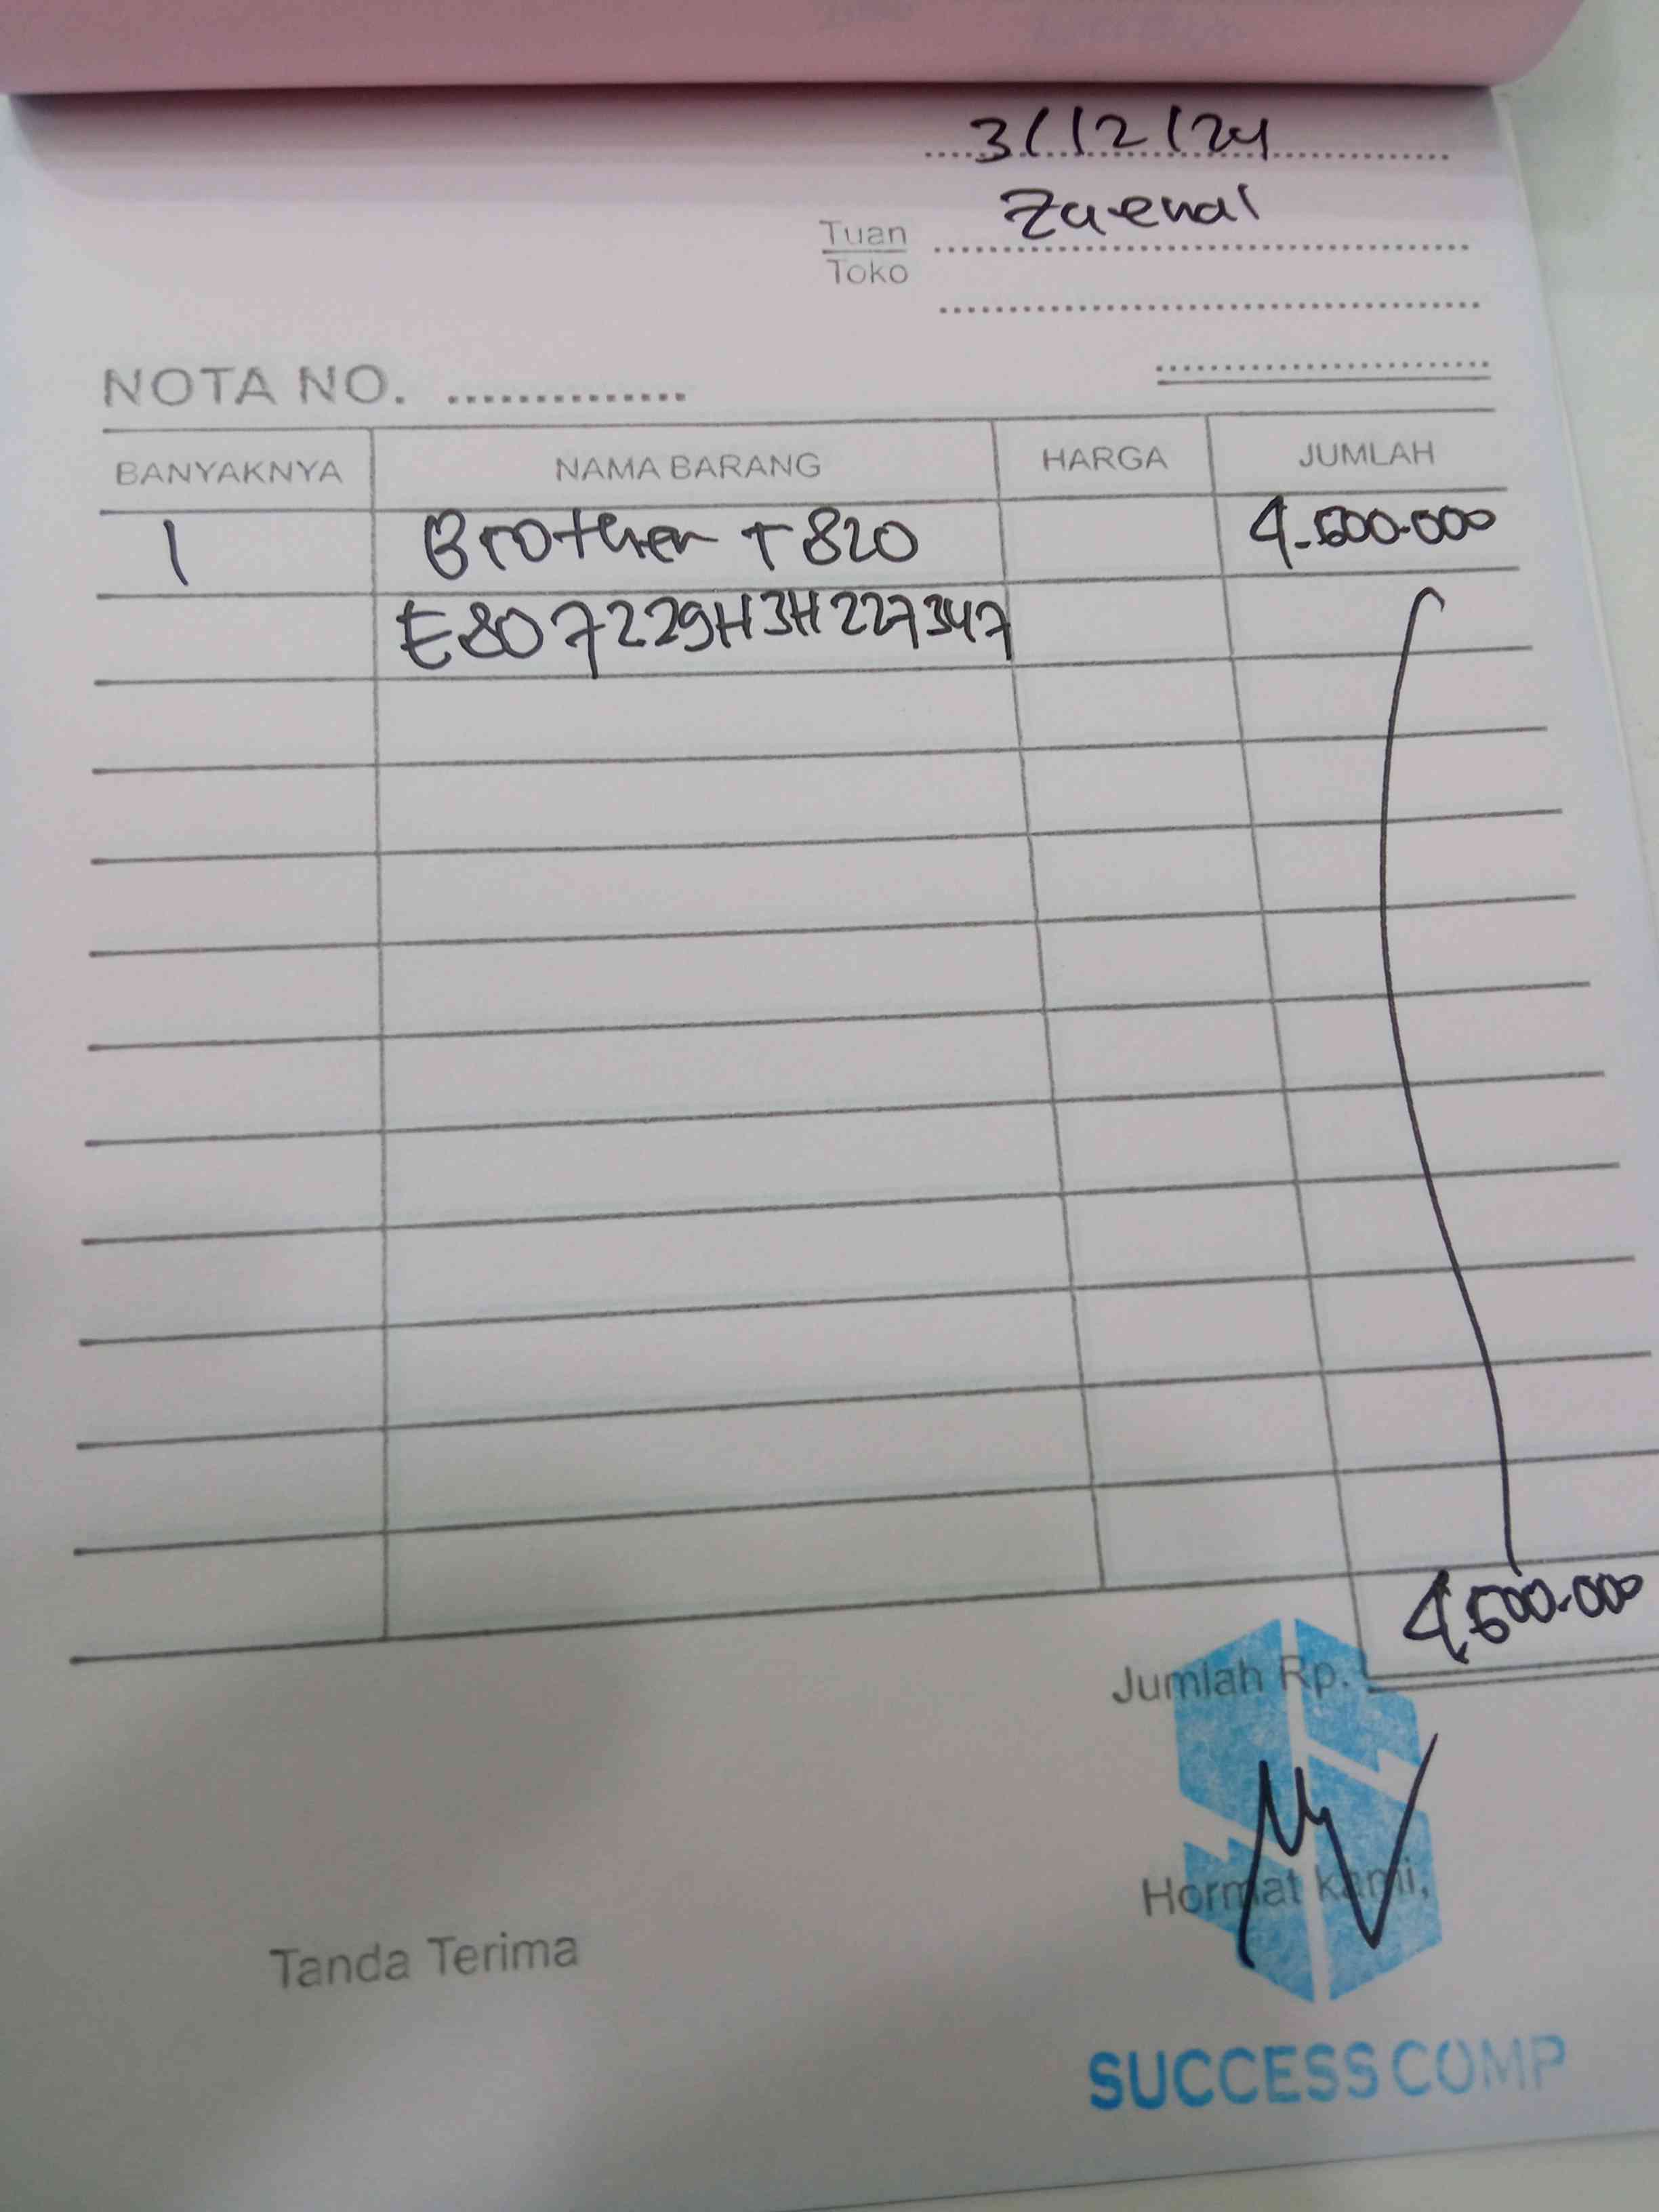 3/12/24
Tuan Zaenal
Toko
NOTA NO.
BANYAKNYA NAMA BARANG HARGA JUMLAH
1 Brother T820 4.500.000
E807229H3H227347
4.500.000
Jumlah Rp.
Hormat kami,
Tanda Terima
SUCCESS COMP